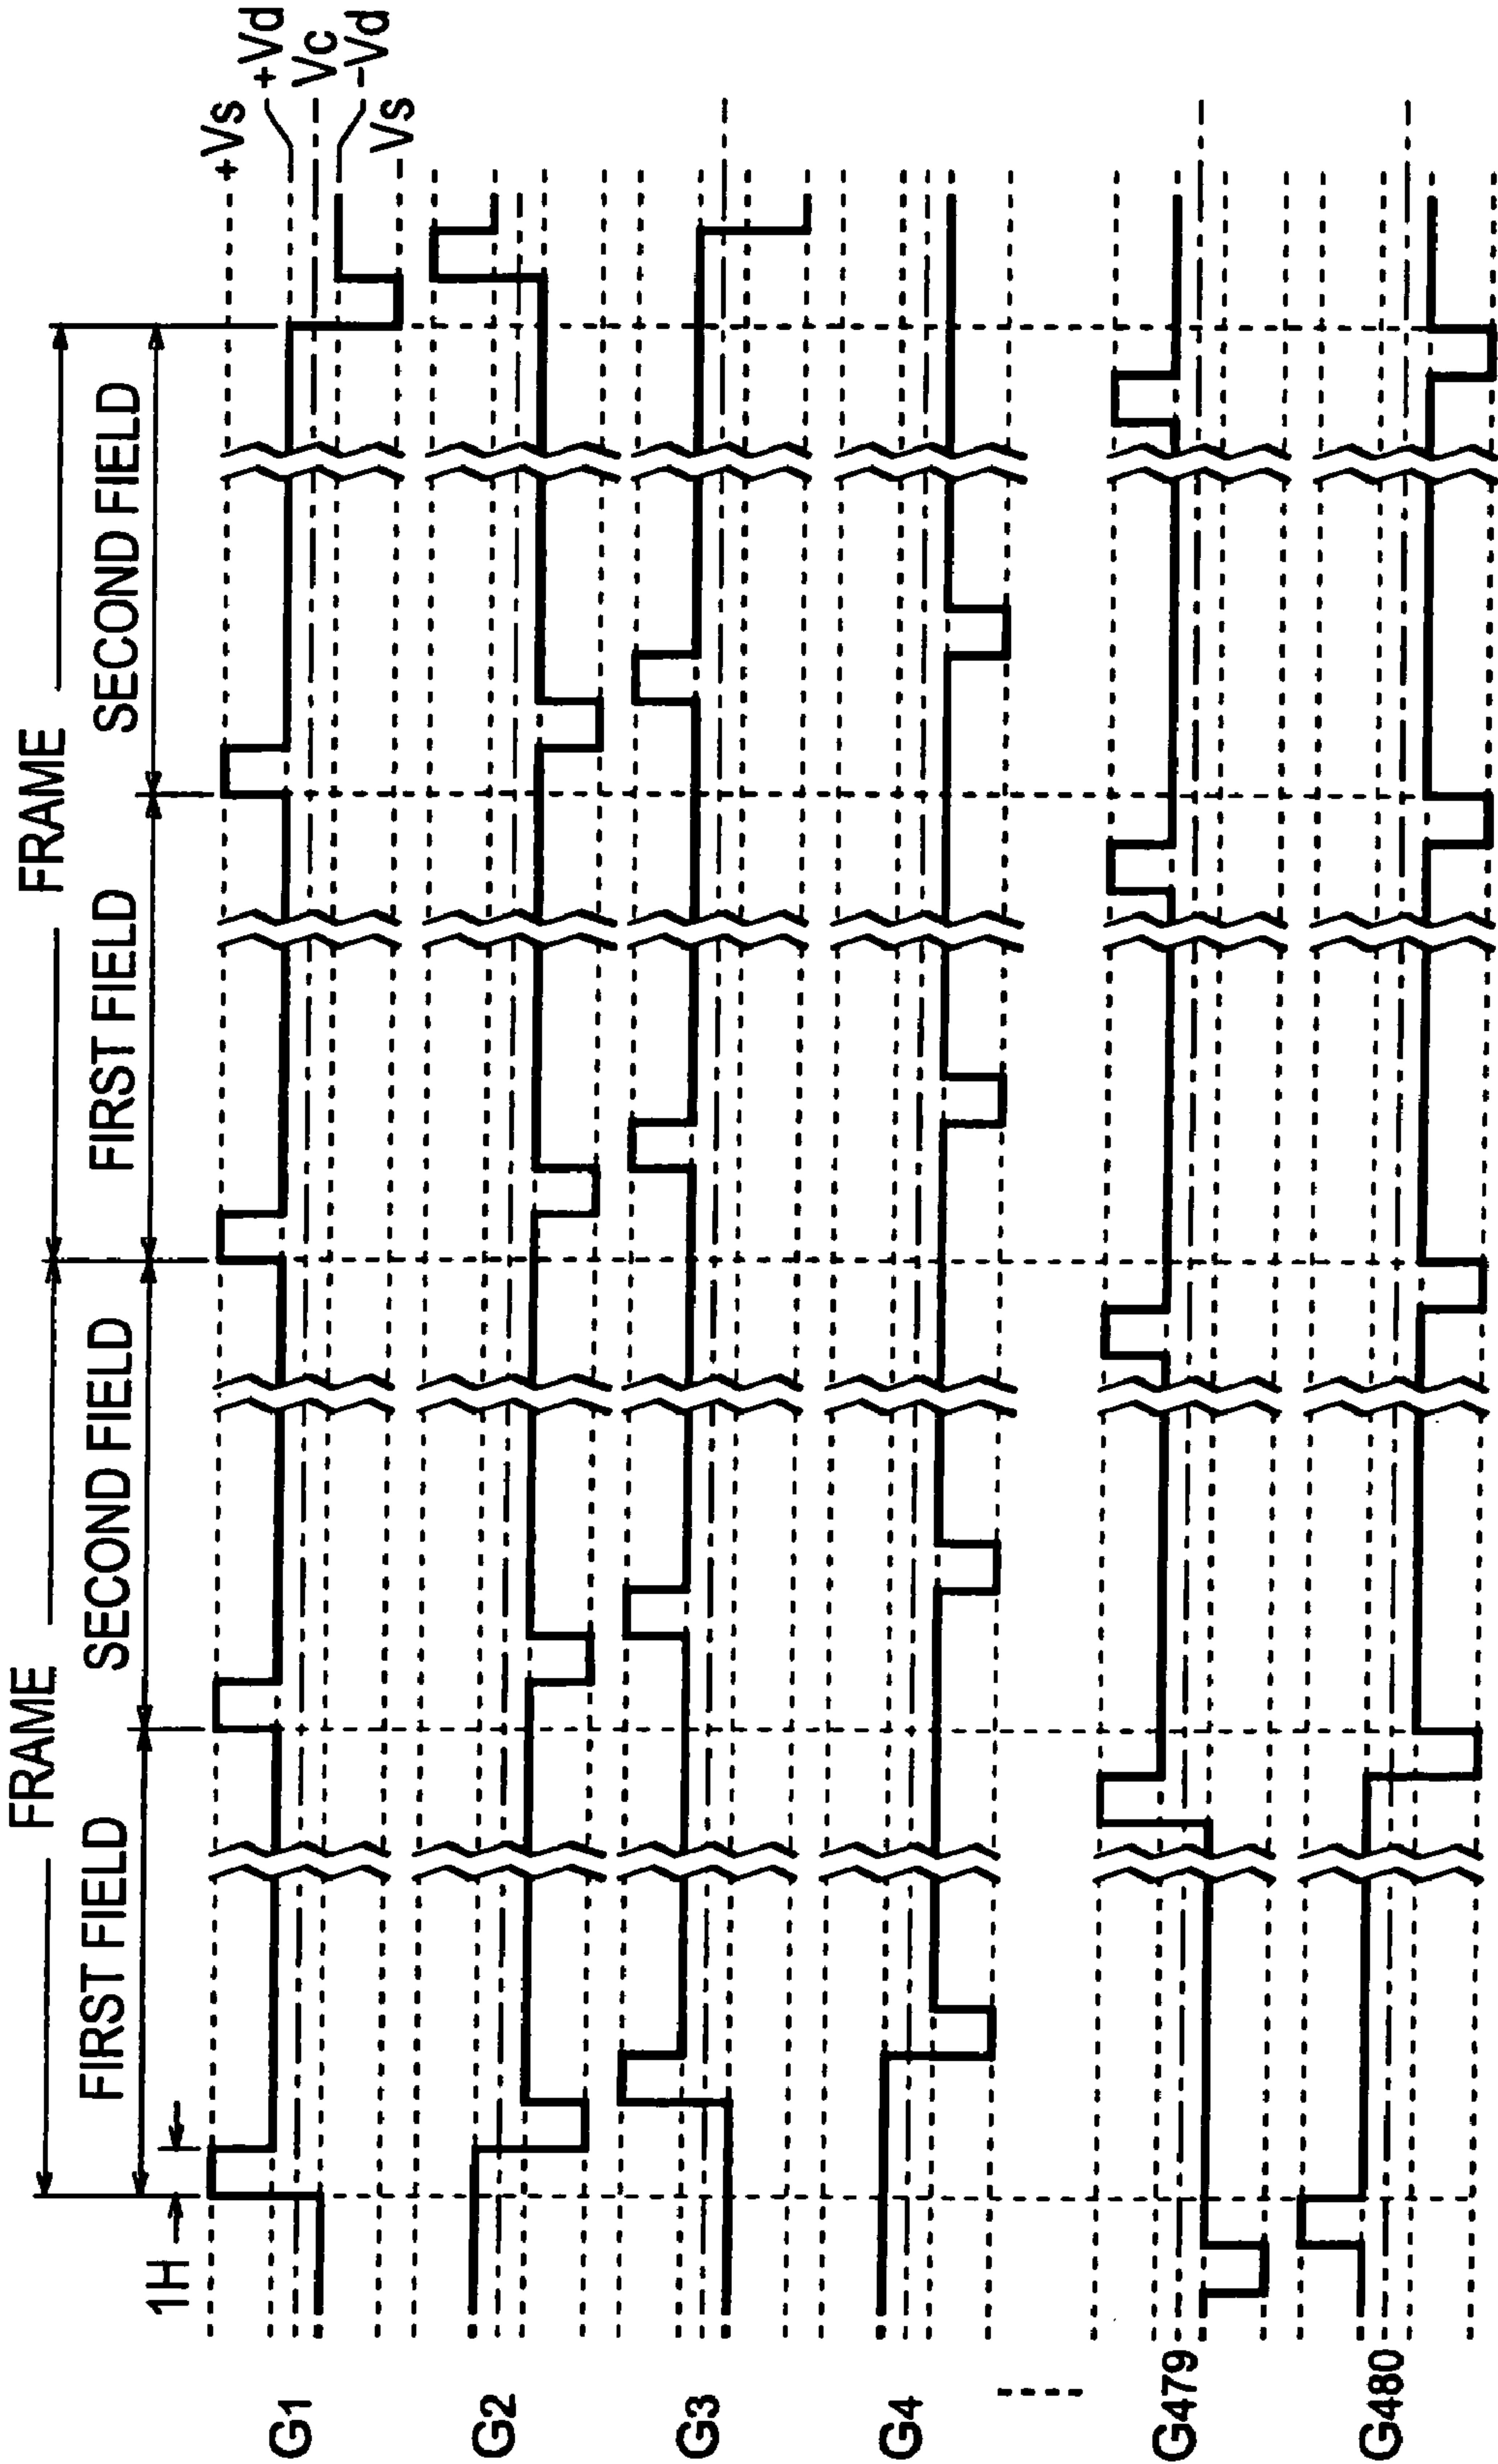 FRAME FRAME
FIRST FIELD SECOND FIELD FIRST FIELD SECOND FIELD
1H
+Vs
+Vd
Vc
-Vd
-Vs
G1
G2
G3
G4
G479
G480